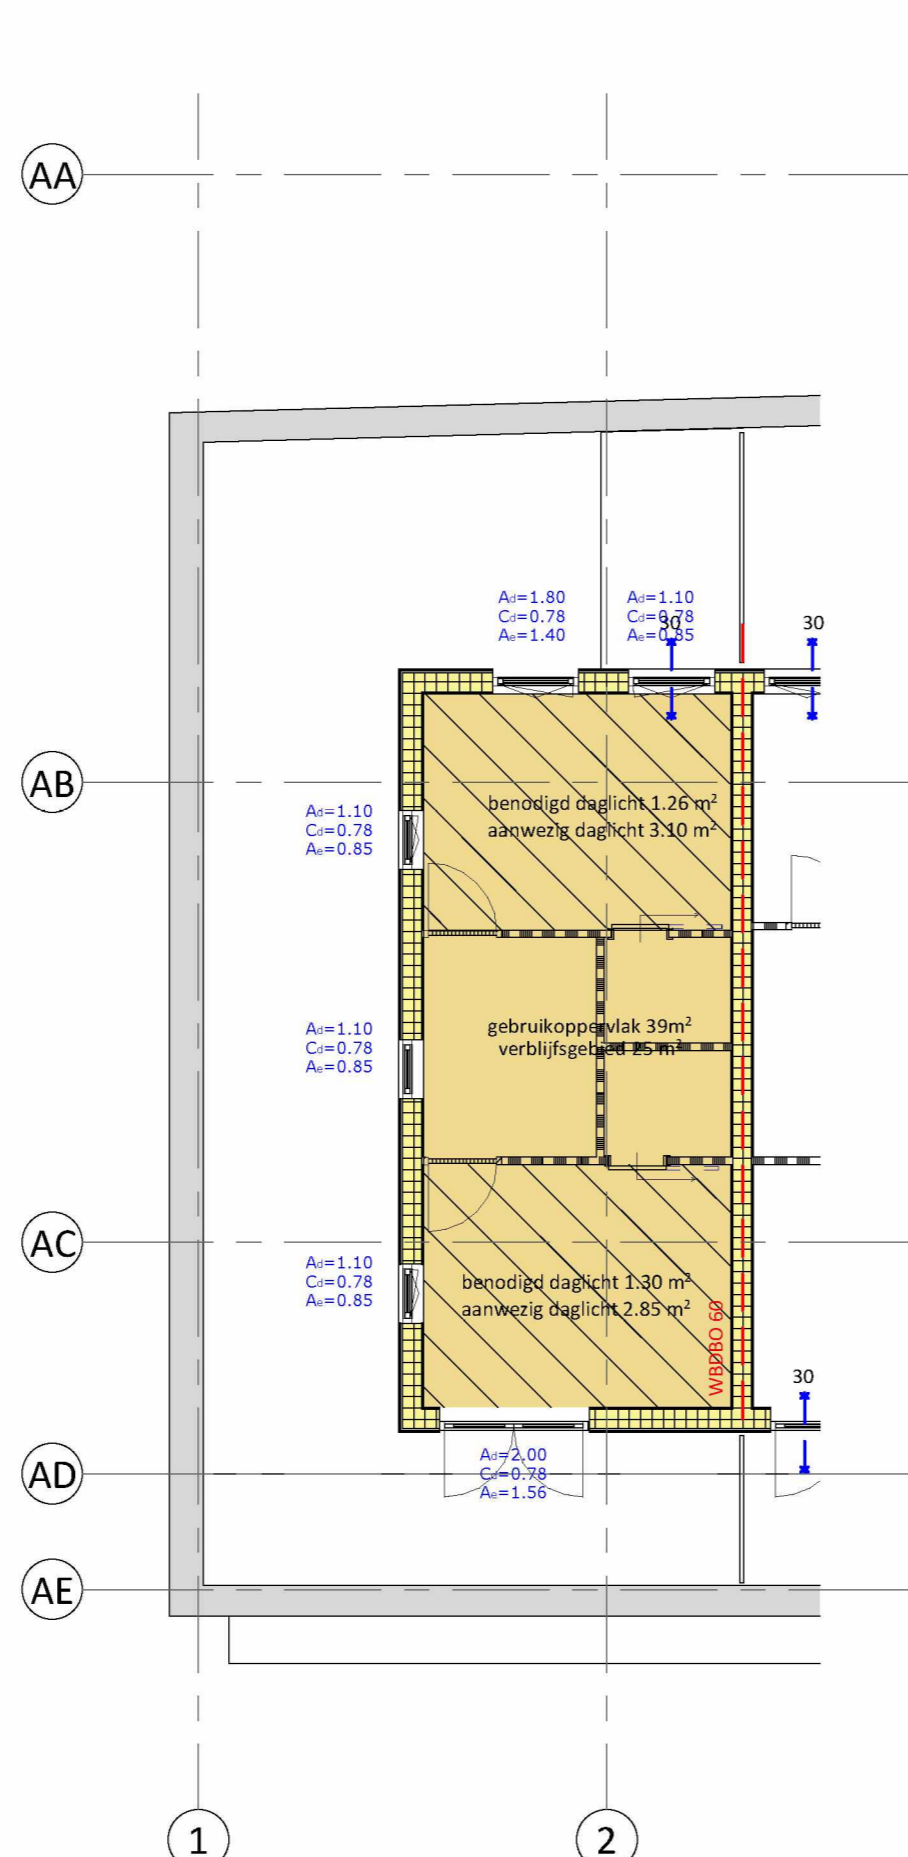 AA
Ad=1.80
Cd=0.78
Ae=1.40
Ad=1.10
Cd=0.78
Ae=0.85
30
30
AB
benodigd daglicht 1.26 m²
aanwezig daglicht 3.10 m²
Ad=1.10
Cd=0.78
Ae=0.85
gebruikoppervlak 39m²
verblijfsgebied 25 m²
Ad=1.10
Cd=0.78
Ae=0.85
AC
Ad=1.10
Cd=0.78
Ae=0.85
benodigd daglicht 1.30 m²
aanwezig daglicht 2.85 m²
WBDBO 60
30
AD
Ad=2.00
Cd=0.78
Ae=1.56
AE
1
2